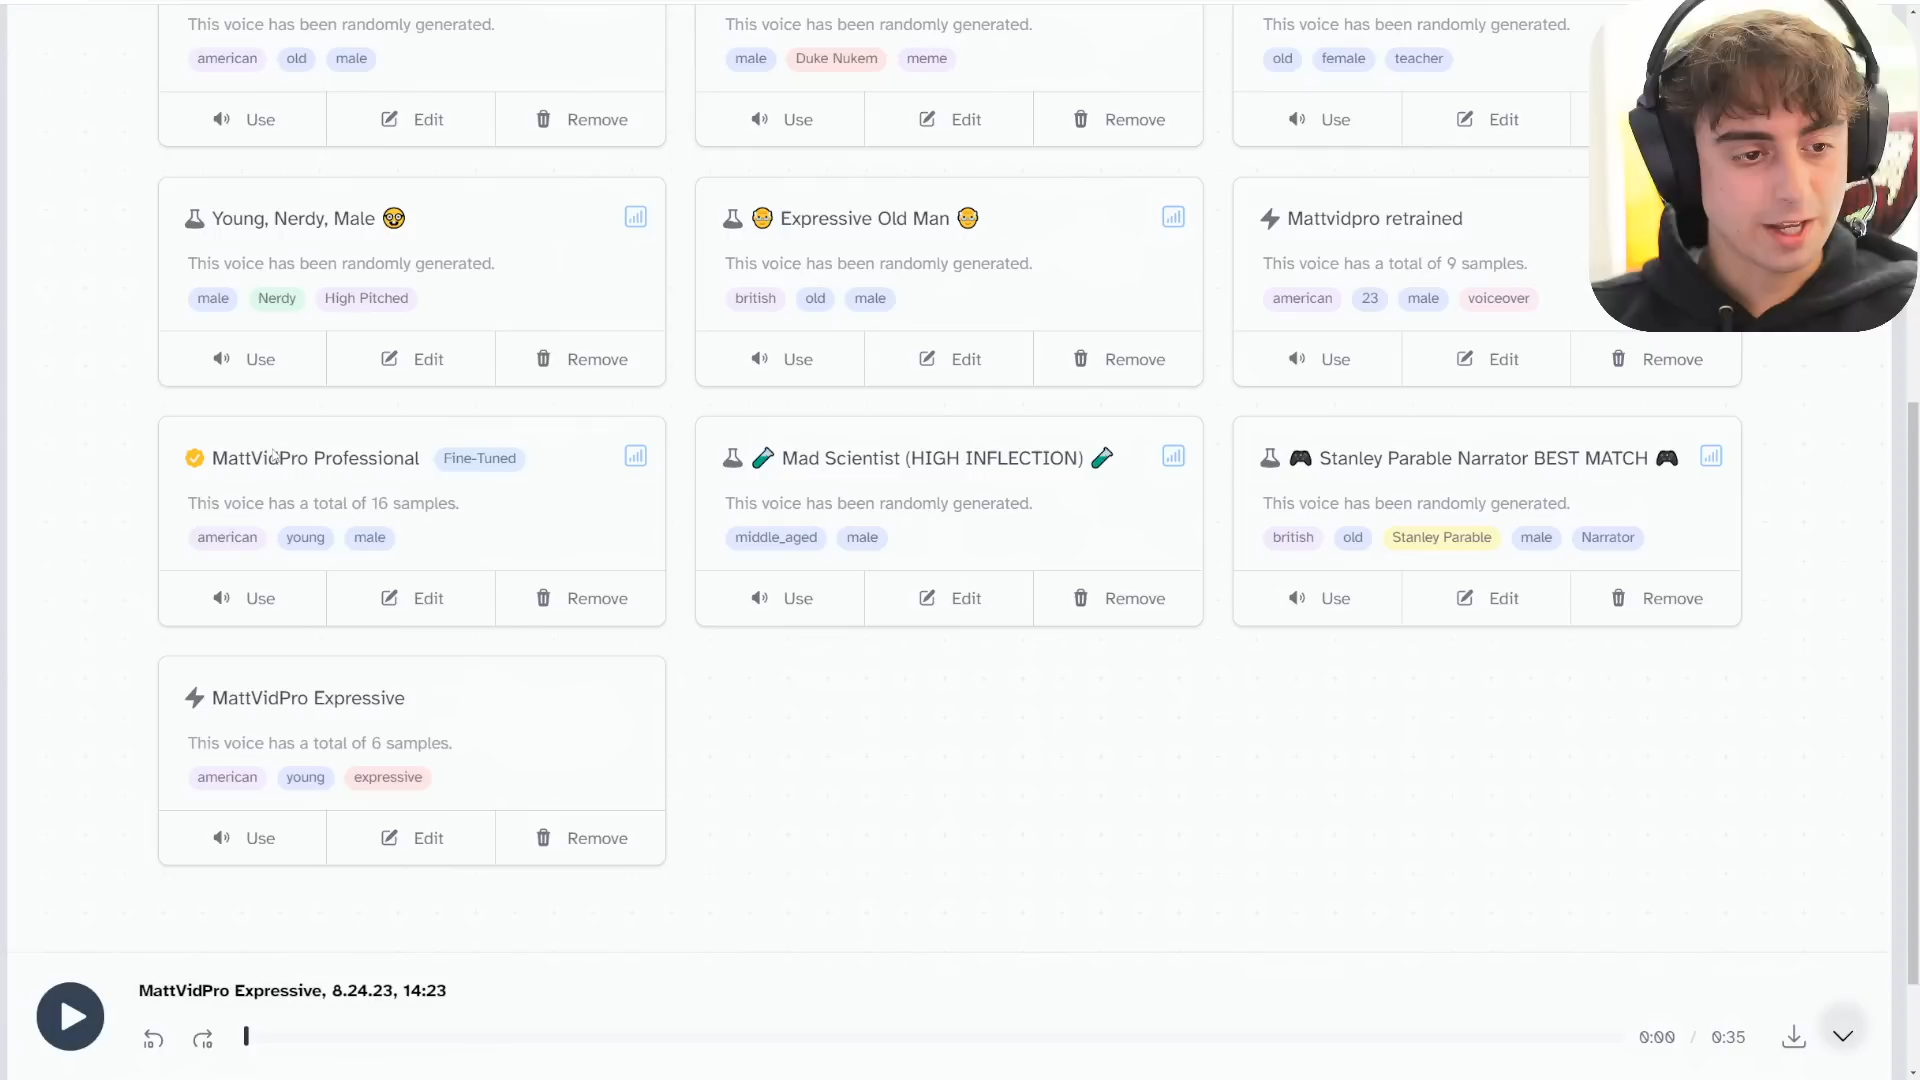 This voice has been randomly generated.
american old male
Use Edit Remove
This voice has been randomly generated.
male Duke Nukem meme
Use Edit Remove
This voice has been randomly generated.
old female teacher
Use Edit
Young, Nerdy, Male 🤓
This voice has been randomly generated.
male Nerdy High Pitched
Use Edit Remove
👴 Expressive Old Man 👴
This voice has been randomly generated.
british old male
Use Edit Remove
Mattvidpro retrained
This voice has a total of 9 samples.
american 23 male voiceover
Use Edit Remove
MattVidPro Professional Fine-Tuned
This voice has a total of 16 samples.
american young male
Use Edit Remove
🧪 Mad Scientist (HIGH INFLECTION) 🧪
This voice has been randomly generated.
middle_aged male
Use Edit Remove
🎮 Stanley Parable Narrator BEST MATCH 🎮
This voice has been randomly generated.
british old Stanley Parable male Narrator
Use Edit Remove
MattVidPro Expressive
This voice has a total of 6 samples.
american young expressive
Use Edit Remove
MattVidPro Expressive, 8.24.23, 14:23
10 10 0:00 / 0:35